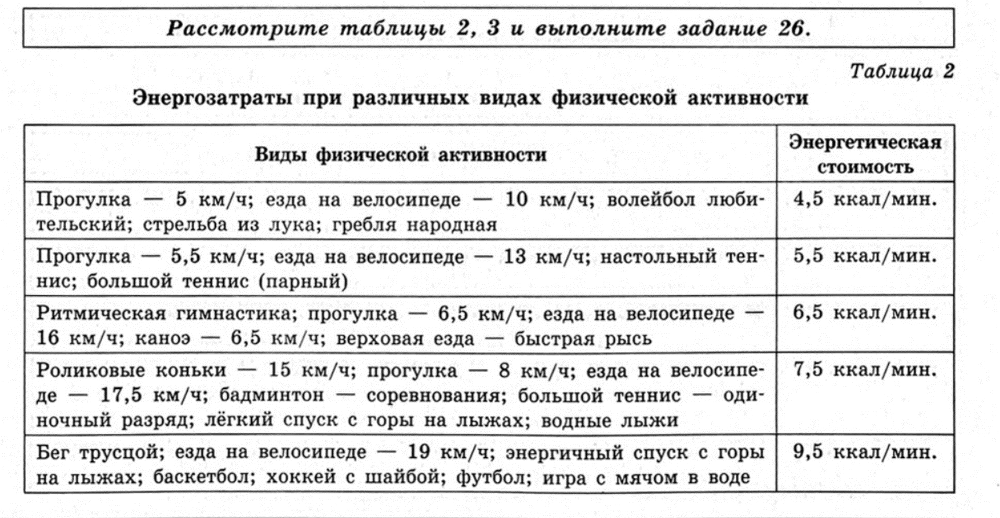 Рассмотрите таблицы 2, 3 и выполните задание 26.
Таблица 2
Энергозатраты при различных видах физической активности
Виды физической активности
Энергетическая
стоимость
Прогулка — 5 км/ч; езда на велосипеде — 10 км/ч; волейбол люби-
тельский; стрельба из лука; гребля народная
4,5 ккал/мин.
Прогулка — 5,5 км/ч; езда на велосипеде — 13 км/ч; настольный тен-
нис; большой теннис (парный)
5,5 ккал/мин.
Ритмическая гимнастика; прогулка — 6,5 км/ч; езда на велосипеде —
16 км/ч; каноэ — 6,5 км/ч; верховая езда — быстрая рысь
6,5 ккал/мин.
Роликовые коньки — 15 км/ч; прогулка — 8 км/ч; езда на велосипе-
де — 17,5 км/ч; бадминтон — соревнования; большой теннис — оди-
ночный разряд; лёгкий спуск с горы на лыжах; водные лыжи
7,5 ккал/мин.
Бег трусцой; езда на велосипеде — 19 км/ч; энергичный спуск с горы
на лыжах; баскетбол; хоккей с шайбой; футбол; игра с мячом в воде
9,5 ккал/мин.